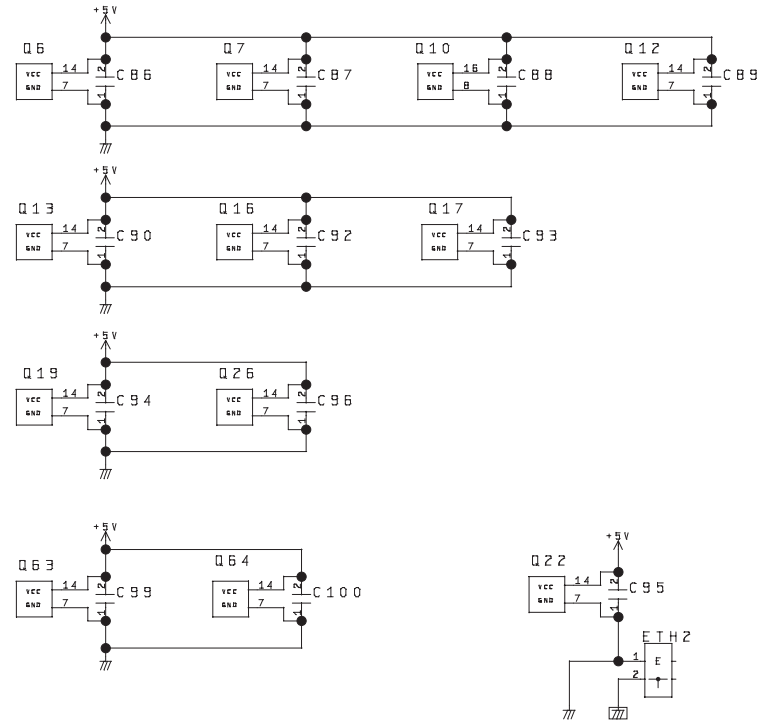 +5V
Q6 Q7 Q10 Q12
VCC 14 2 C86 VCC 14 2 C87 VCC 16 2 C88 VCC 14 2 C89
GND 7 1 GND 7 1 GND 8 1 GND 7 1
+5V
Q13 Q16 Q17
VCC 14 2 C90 VCC 14 2 C92 VCC 14 2 C93
GND 7 1 GND 7 1 GND 7 1
+5V
Q19 Q26
VCC 14 2 C94 VCC 14 2 C96
GND 7 1 GND 7 1
+5V +5V
Q63 Q64 Q22
VCC 14 2 C99 VCC 14 2 C100 VCC 14 2 C95
GND 7 1 GND 7 1 GND 7 1
ETH2
1 E
2